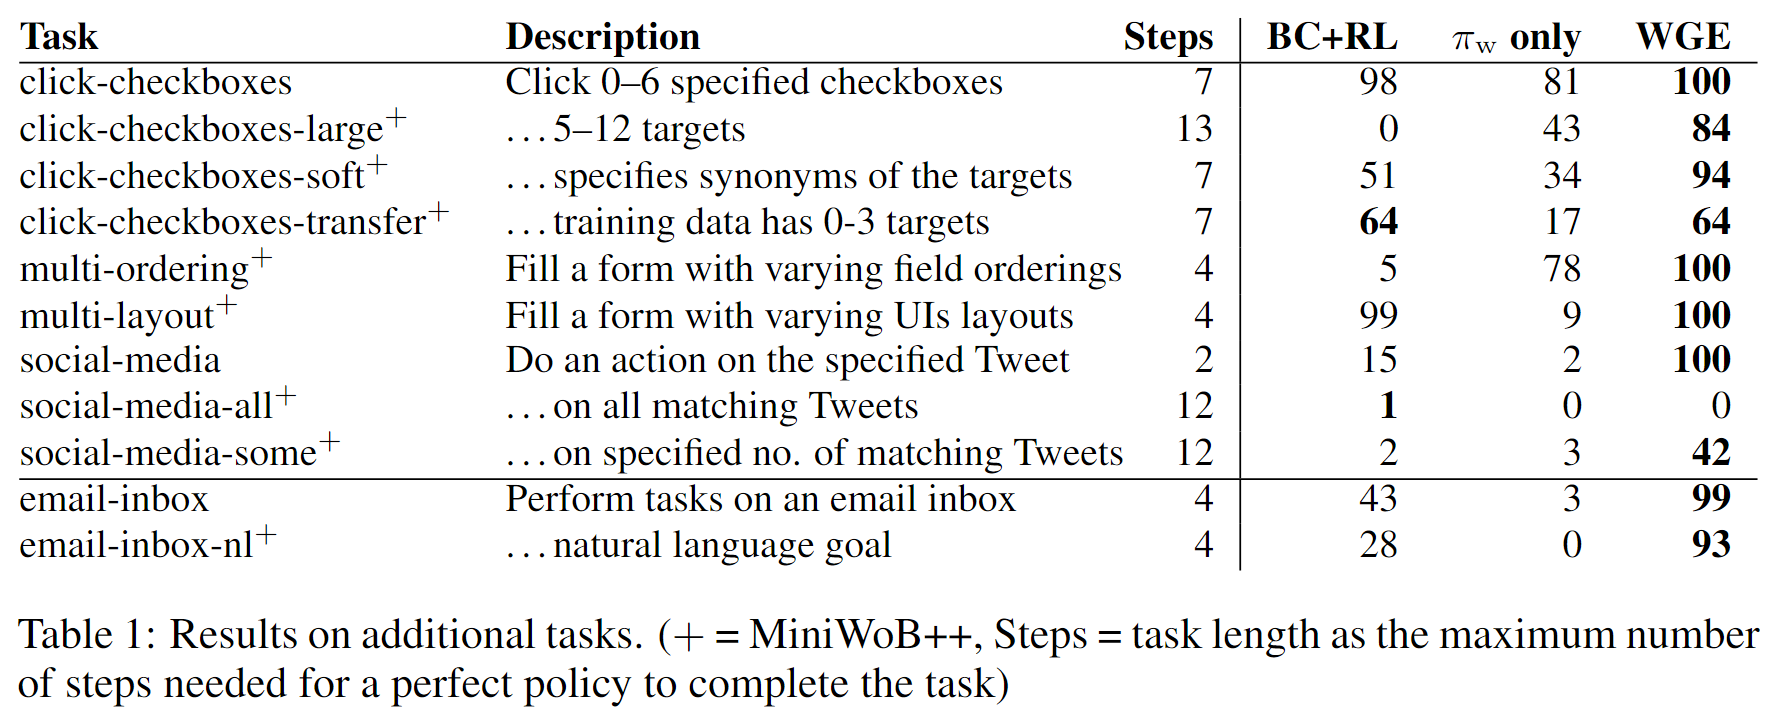 Task Description Steps BC+RL πw only WGE
click-checkboxes Click 0–6 specified checkboxes 7 98 81 100
click-checkboxes-large+ …5–12 targets 13 0 43 84
click-checkboxes-soft+ …specifies synonyms of the targets 7 51 34 94
click-checkboxes-transfer+ …training data has 0-3 targets 7 64 17 64
multi-ordering+ Fill a form with varying field orderings 4 5 78 100
multi-layout+ Fill a form with varying UIs layouts 4 99 9 100
social-media Do an action on the specified Tweet 2 15 2 100
social-media-all+ …on all matching Tweets 12 1 0 0
social-media-some+ …on specified no. of matching Tweets 12 2 3 42
email-inbox Perform tasks on an email inbox 4 43 3 99
email-inbox-nl+ …natural language goal 4 28 0 93
Table 1: Results on additional tasks. (+ = MiniWoB++, Steps = task length as the maximum number
of steps needed for a perfect policy to complete the task)